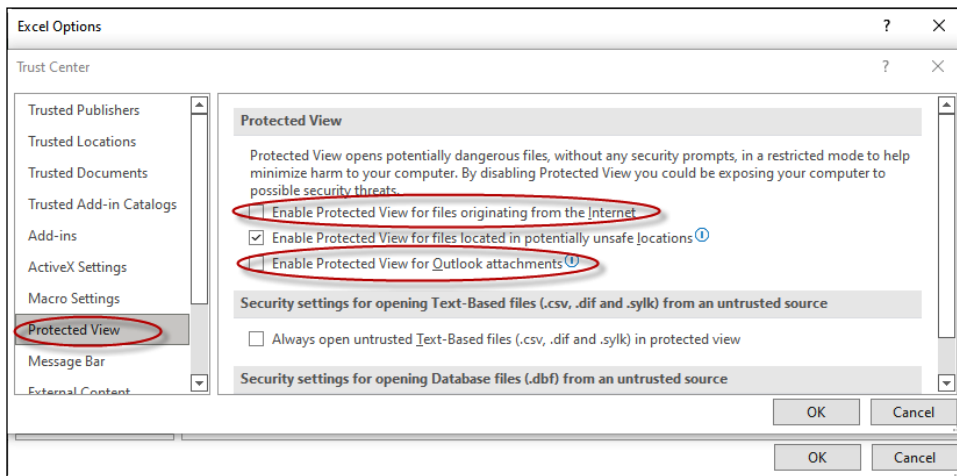 Excel Options
?
Trust Center
?
Trusted Publishers
Trusted Locations
Trusted Documents
Trusted Add-in Catalogs
Add-ins
ActiveX Settings
Macro Settings
Protected View
Message Bar
External Content
Protected View
Protected View opens potentially dangerous files, without any security prompts, in a restricted mode to help
minimize harm to your computer. By disabling Protected View you could be exposing your computer to
possible security threats.
Enable Protected View for files originating from the Internet
Enable Protected View for files located in potentially unsafe locations
Enable Protected View for Outlook attachments
Security settings for opening Text-Based files (.csv, .dif and .sylk) from an untrusted source
Always open untrusted Text-Based files (.csv, .dif and .sylk) in protected view
Security settings for opening Database files (.dbf) from an untrusted source
OK
Cancel
OK
Cancel